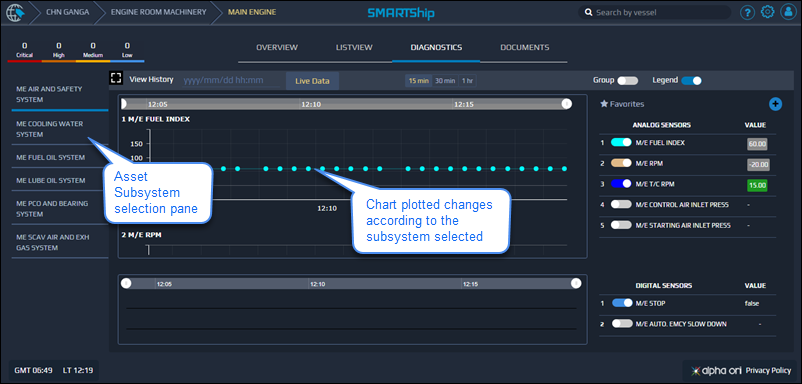 CHN GANGA
ENGINE ROOM MACHINERY
MAIN ENGINE
SMARTShip
Search by vessel
?
0 0 0 0
Critical High Medium Low
OVERVIEW LISTVIEW DIAGNOSTICS DOCUMENTS
View History yyyy/mm/dd hh:mm Live Data 15 min 30 min 1 hr Group Legend
ME AIR AND SAFETY
SYSTEM
ME COOLING WATER
SYSTEM
ME FUEL OIL SYSTEM
ME LUBE OIL SYSTEM
ME PCO AND BEARING
SYSTEM
ME SCAV AIR AND EXH
GAS SYSTEM
Asset
Subsystem
selection pane
12:05 12:10 12:15
1 M/E FUEL INDEX
150
100
12:10
2 M/E RPM
Chart plotted changes
according to the
subsystem selected
12:05 12:10 12:15
Favorites
ANALOG SENSORS VALUE
1 M/E FUEL INDEX 60.00
2 M/E RPM -20.00
3 M/E T/C RPM 15.00
4 M/E CONTROL AIR INLET PRESS -
5 M/E STARTING AIR INLET PRESS -
DIGITAL SENSORS VALUE
1 M/E STOP false
2 M/E AUTO. EMCY SLOW DOWN -
GMT 06:49 LT 12:19
alpha ori Privacy Policy